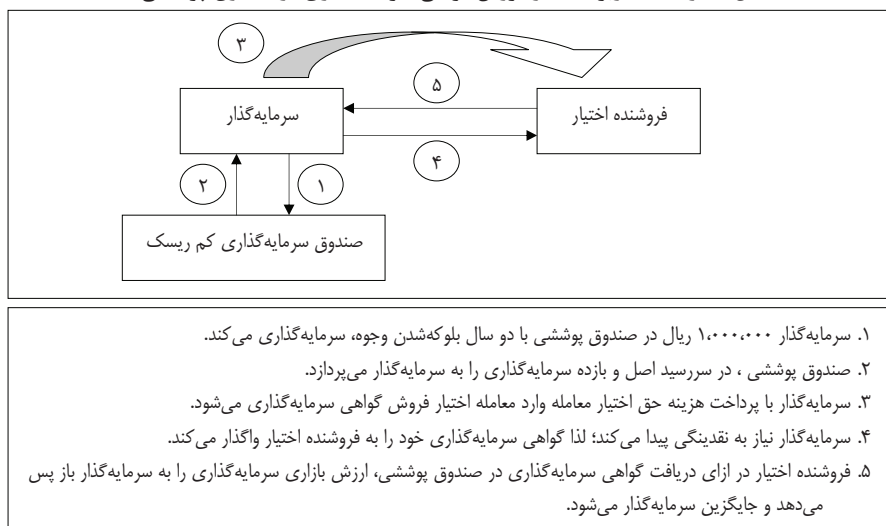 ۳
۵
سرمایه‌گذار
فروشنده اختیار
۴
۲
۱
صندوق سرمایه‌گذاری کم ریسک
۱. سرمایه‌گذار ۱،۰۰۰،۰۰۰ ریال در صندوق پوششی با دو سال بلوکه‌شدن وجوه، سرمایه‌گذاری می‌کند.
۲. صندوق پوششی ، در سررسید اصل و بازده سرمایه‌گذاری را به سرمایه‌گذار می‌پردازد.
۳. سرمایه‌گذار با پرداخت هزینه حق اختیار معامله وارد معامله اختیار فروش گواهی سرمایه‌گذاری می‌شود.
۴. سرمایه‌گذار نیاز به نقدینگی پیدا می‌کند؛ لذا گواهی سرمایه‌گذاری خود را به فروشنده اختیار واگذار می‌کند.
۵. فروشنده اختیار در ازای دریافت گواهی سرمایه‌گذاری در صندوق پوششی، ارزش بازاری سرمایه‌گذاری را به سرمایه‌گذار باز پس
می‌دهد و جایگزین سرمایه‌گذار می‌شود.